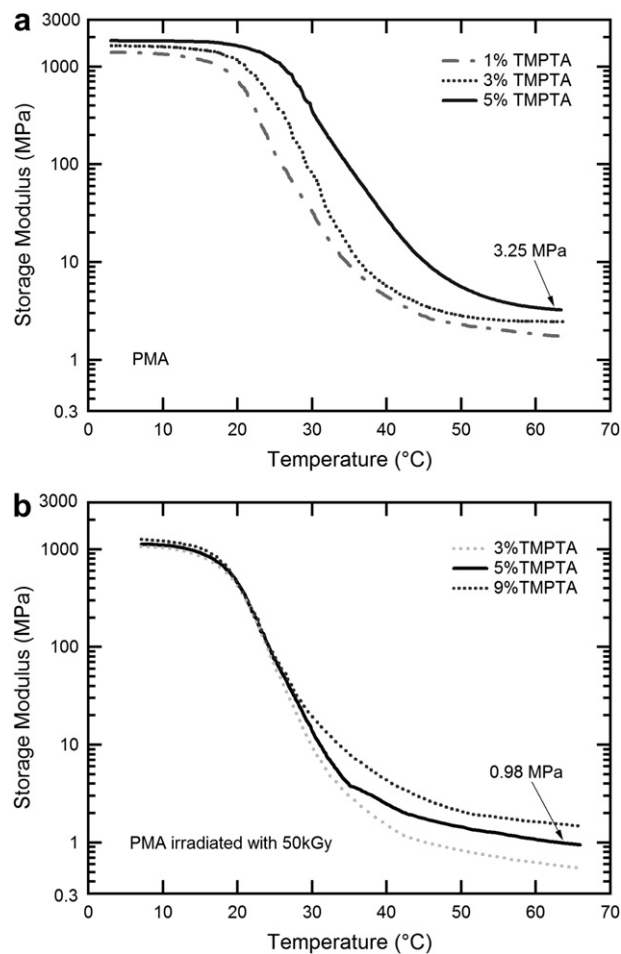 a
3000
1000
100
10
1
0.3
Storage Modulus (MPa)
1% TMPTA
3% TMPTA
5% TMPTA
3.25 MPa
PMA
0 10 20 30 40 50 60 70
Temperature (°C)
b
3000
1000
100
10
1
0.3
Storage Modulus (MPa)
3%TMPTA
5%TMPTA
9%TMPTA
0.98 MPa
PMA irradiated with 50kGy
0 10 20 30 40 50 60 70
Temperature (°C)